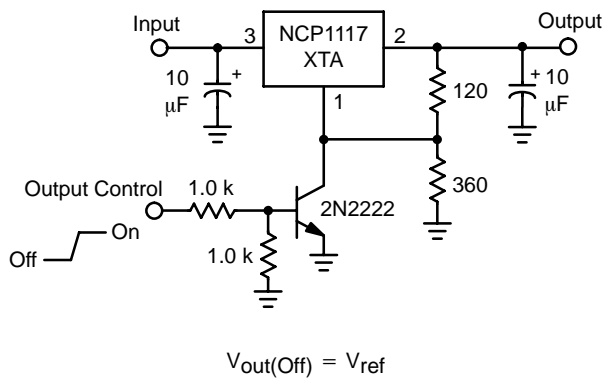 Input
Output
3
NCP1117
XTA
2
1
10
μF
+
120
+
10
μF
360
Output Control
1.0 k
2N2222
1.0 k
On
Off
Vout(Off) = Vref